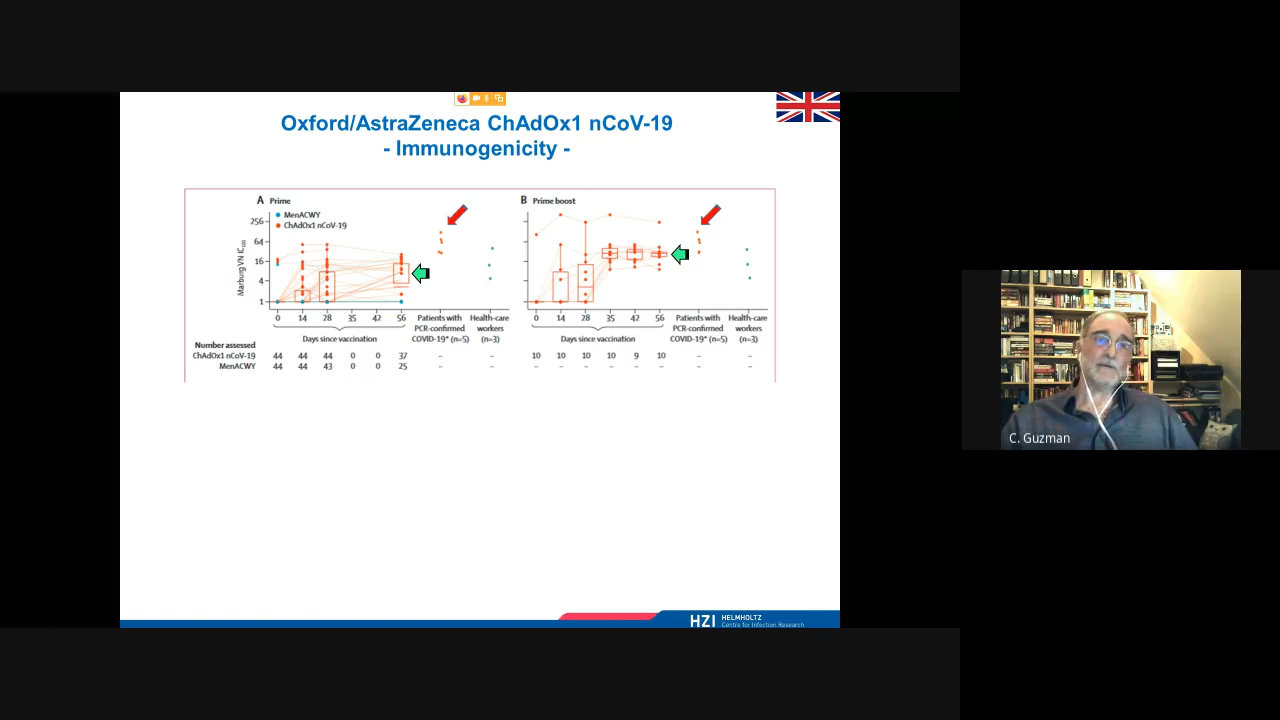 Oxford/AstraZeneca ChAdOx1 nCoV-19
- Immunogenicity -
A Prime
MenACWY
ChAdOx1 nCoV-19
Marburg VN IC100
256
64
16
4
1
0 14 28 35 42 56
Days since vaccination
Patients with
PCR-confirmed
COVID-19* (n=5)
Health-care
workers
(n=3)
B Prime boost
0 14 28 35 42 56
Days since vaccination
Patients with
PCR-confirmed
COVID-19* (n=5)
Health-care
workers
(n=3)
Number assessed
ChAdOx1 nCoV-19 44 44 44 0 0 37 -- -- 10 10 10 10 9 10 -- --
MenACWY 44 44 43 0 0 25 -- -- -- -- -- -- -- -- -- --
HZI HELMHOLTZ
Centre for Infection Research
C. Guzman